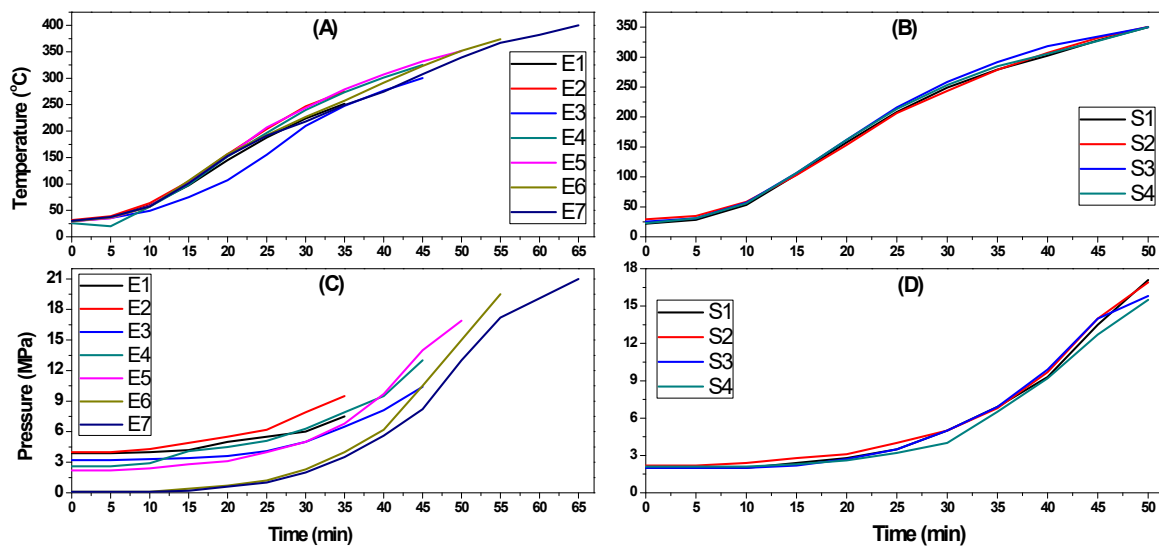 (A)
Temperature (°C)
400
350
300
250
200
150
100
50
0
0 5 10 15 20 25 30 35 40 45 50 55 60 65
E1
E2
E3
E4
E5
E6
E7
(B)
350
300
250
200
150
100
50
0
0 5 10 15 20 25 30 35 40 45 50
S1
S2
S3
S4
(C)
Pressure (MPa)
21
18
15
12
9
6
3
0
0 5 10 15 20 25 30 35 40 45 50 55 60 65
Time (min)
E1
E2
E3
E4
E5
E6
E7
(D)
18
15
12
9
6
3
0
0 5 10 15 20 25 30 35 40 45 50
Time (min)
S1
S2
S3
S4